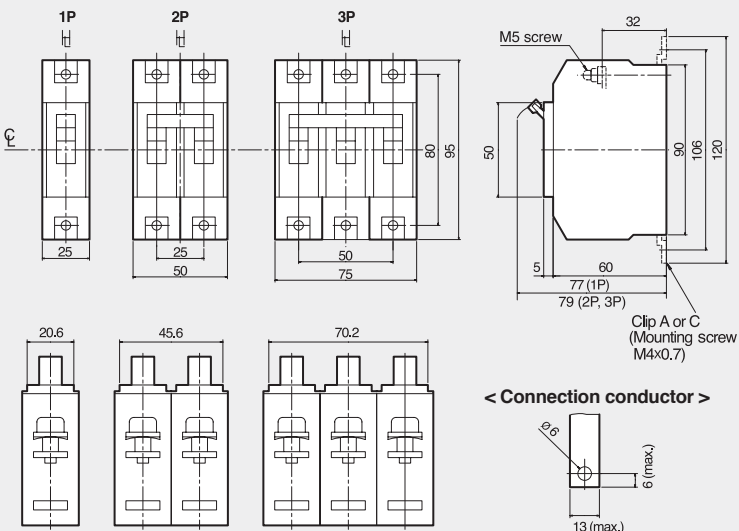 1P
2P
3P
M5 screw
32
℄
80
95
50
90
106
120
25
25
50
50
75
5
60
77 (1P)
79 (2P, 3P)
Clip A or C
(Mounting screw
M4x0.7)
20.6
45.6
70.2
< Connection conductor >
ø6
6 (max.)
13 (max.)